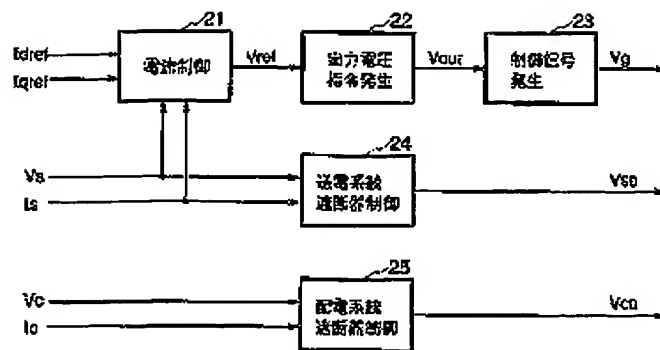 21
22
23
Idref
Iqref
電流制御
Vref
出力電圧
指令発生
Vout
制御信号
発生
Vg
24
Vs
Is
送電系統
遮断器制御
25
Vc
Ic
配電系統
遮断器制御